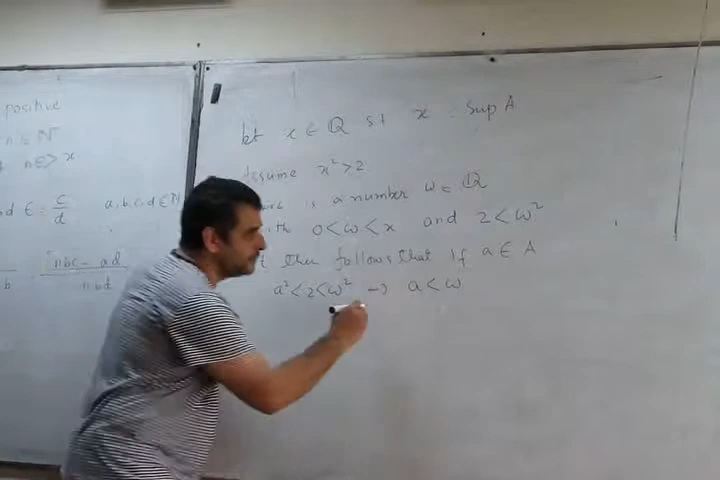 positive
n ∈ ℕ
nε > x
ε = c/d a,b,c,d ∈ ℕ
nbc - ad
nbd
b
let x ∈ ℚ st x = Sup A
Assume x² > 2
is a number ω ∈ ℚ
0 < ω < x and 2 < ω²
then follows that if a ∈ A
a² < 2 < ω² → a < ω